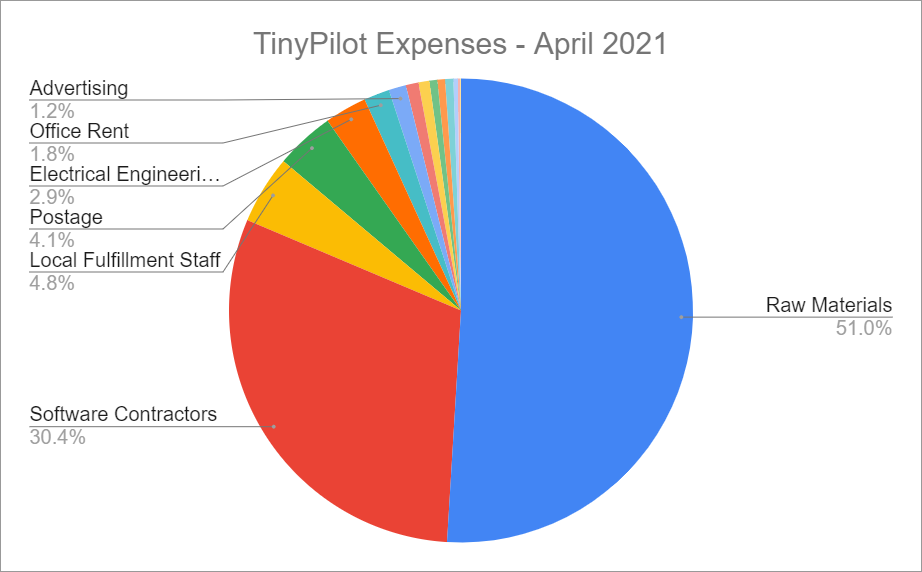 TinyPilot Expenses - April 2021
Advertising
1.2%
Office Rent
1.8%
Electrical Engineeri…
2.9%
Postage
4.1%
Local Fulfillment Staff
4.8%
Software Contractors
30.4%
Raw Materials
51.0%